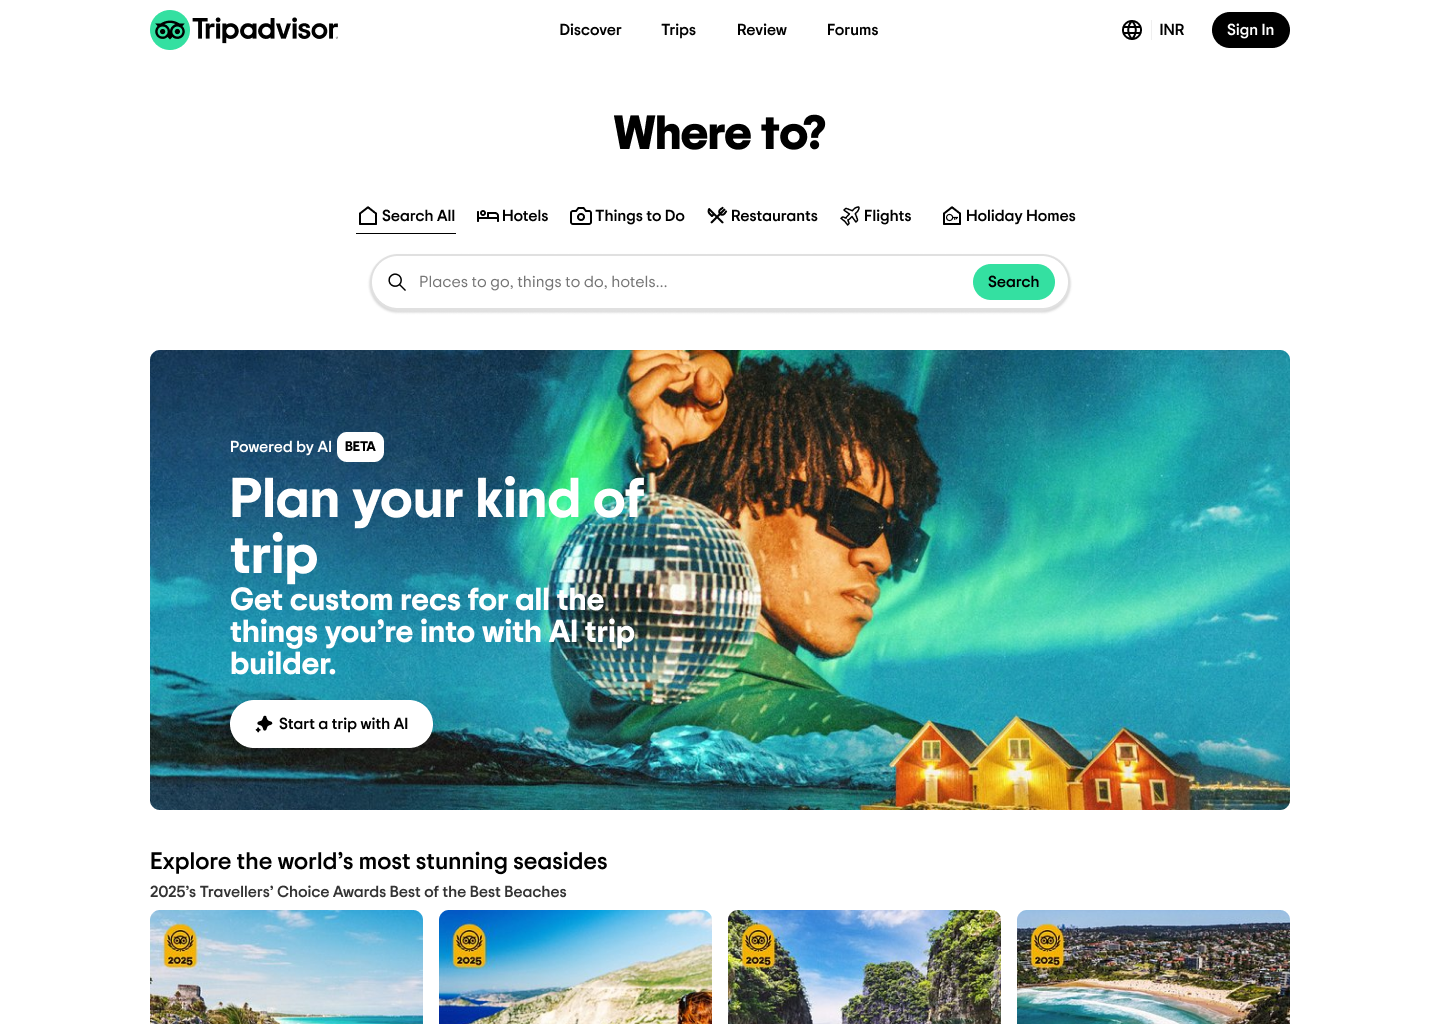 Tripadvisor
Discover
Trips
Review
Forums
INR
Sign In
Where to?
Search All
Hotels
Things to Do
Restaurants
Flights
Holiday Homes
Places to go, things to do, hotels...
Search
Powered by AI BETA
Plan your kind of
trip
Get custom recs for all the
things you’re into with AI trip
builder.
Start a trip with AI
Explore the world’s most stunning seasides
2025’s Travellers’ Choice Awards Best of the Best Beaches
2025
2025
2025
2025